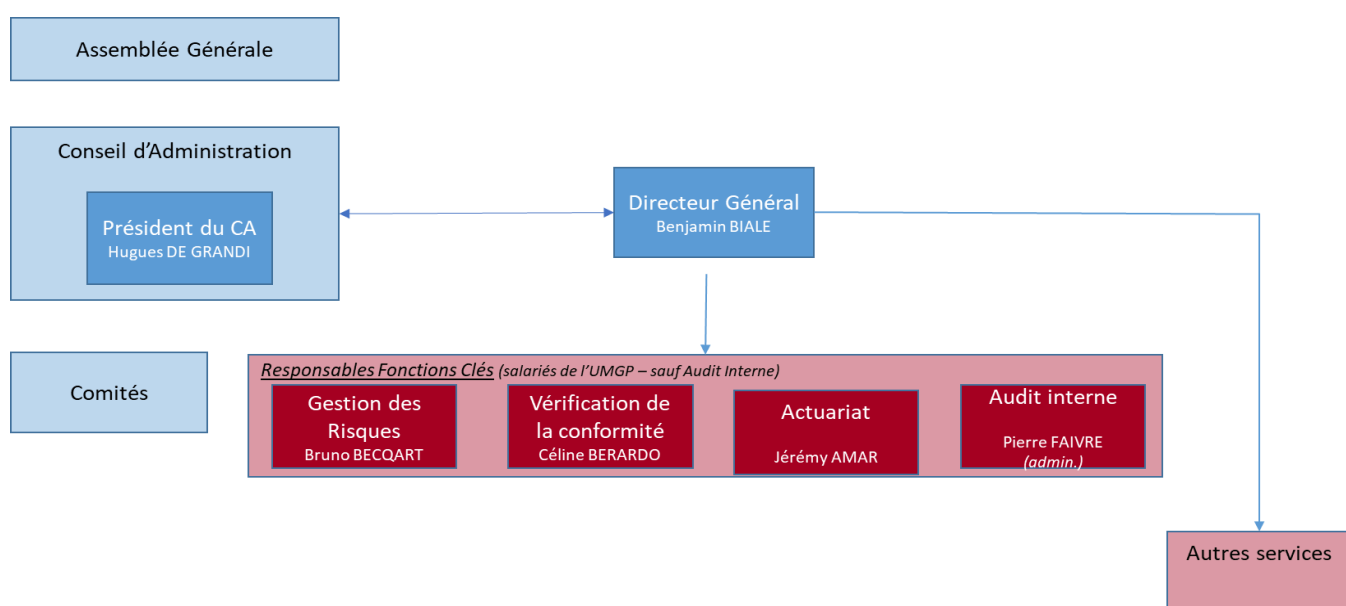 Assemblée Générale
Conseil d'Administration
Président du CA
Hugues DE GRANDI
Directeur Général
Benjamin BIALE
Comités
Responsables Fonctions Clés (salariés de l'UMGP – sauf Audit Interne)
Gestion des
Risques
Bruno BECQART
Vérification de
la conformité
Céline BERARDO
Actuariat
Jérémy AMAR
Audit interne
Pierre FAIVRE
(admin.)
Autres services